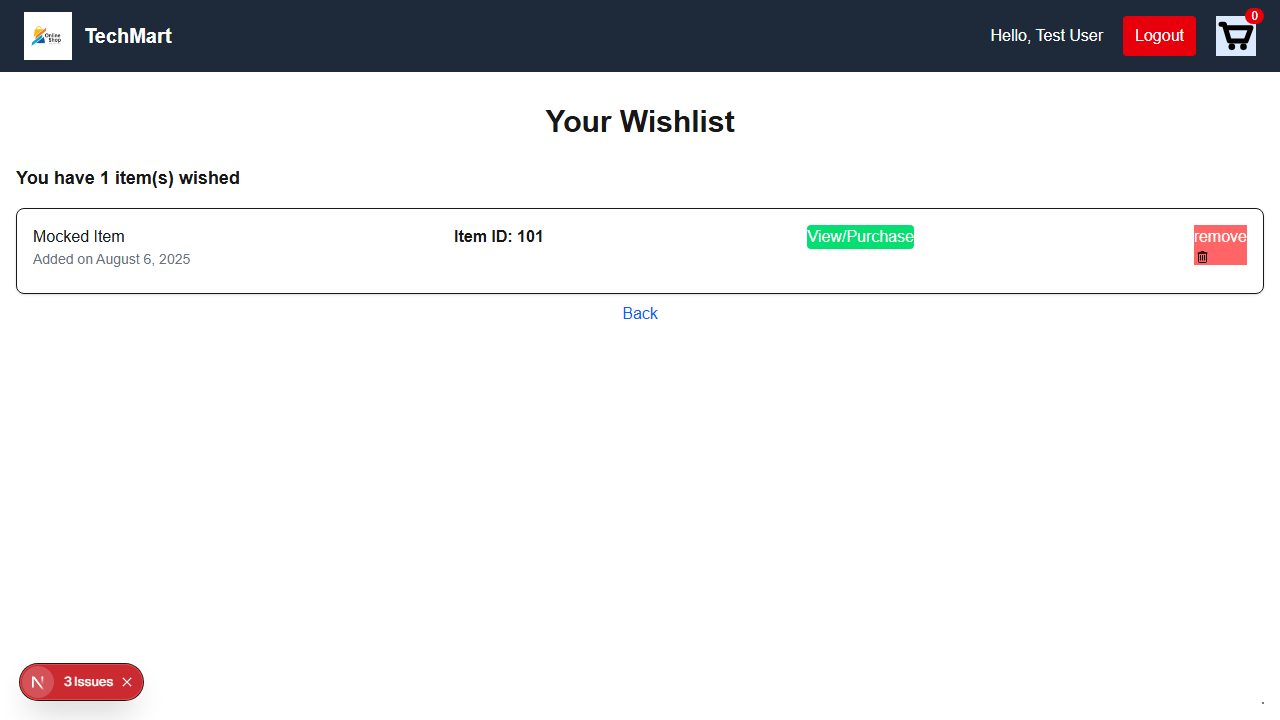 Online
Shop
TechMart
Hello, Test User
Logout
0
Your Wishlist
You have 1 item(s) wished
Mocked Item
Added on August 6, 2025
Item ID: 101
View/Purchase
remove
Back
N
3 Issues